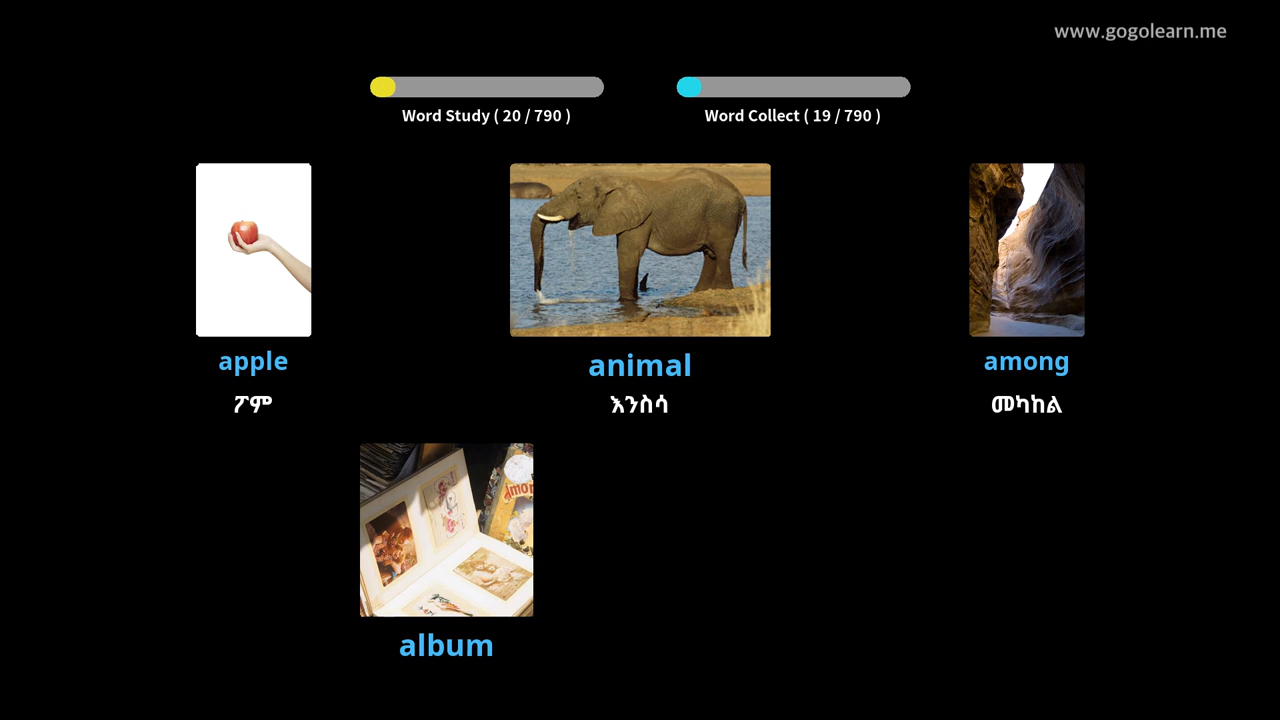 www.gogolearn.me
Word Study ( 20 / 790 )
Word Collect ( 19 / 790 )
apple
animal
among
ፖም
እንስሳ
መካከል
album